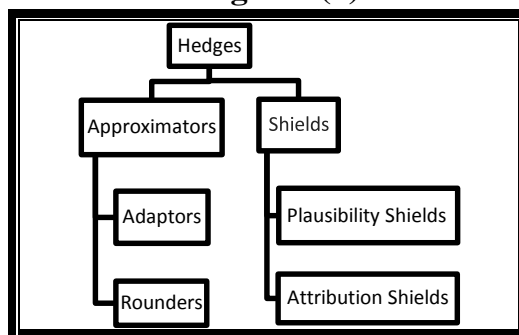 Hedges
Approximators
Shields
Adaptors
Plausibility Shields
Rounders
Attribution Shields